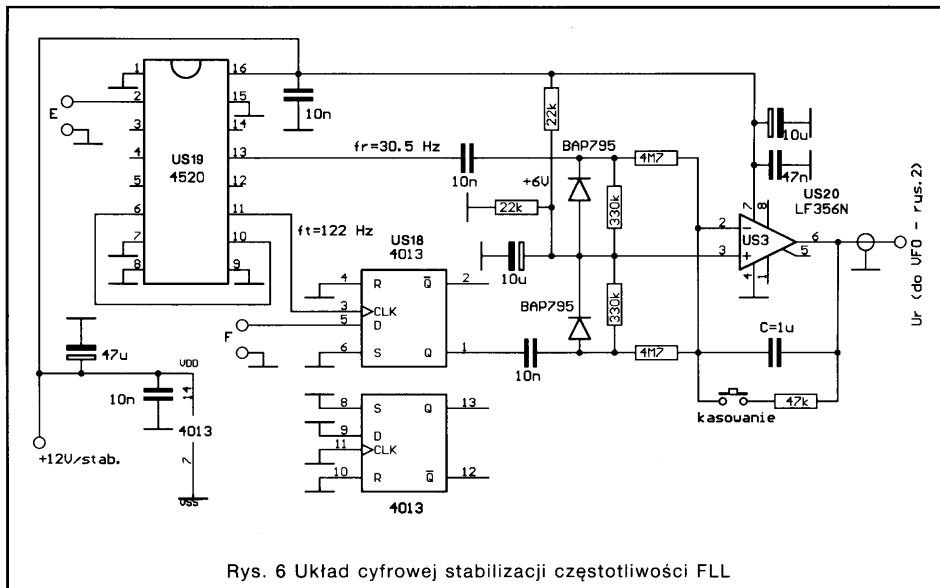 1
2
3
4
5
6
7
8
16
15
14
13
12
11
10
9
US19
4520
E
10n
fr=30.5 Hz
ft=122 Hz
10n
22k
+6V
22k
10u
BAP795
BAP795
330k
330k
4M7
4M7
10n
10u
47n
US20
LF356N
US3
2
3
7
8
6
5
4
1
-
+
C=1u
47k
kasowanie
Ur (do VFO - rys.2)
US18
4013
4
3
5
6
R
CLK
D
S
Q
Q
2
1
F
8
9
11
10
S
D
CLK
R
Q
Q
13
12
4013
47u
10n
VDD
14
4013
7
VSS
+12V/stab.
Rys. 6 Układ cyfrowej stabilizacji częstotliwości FLL